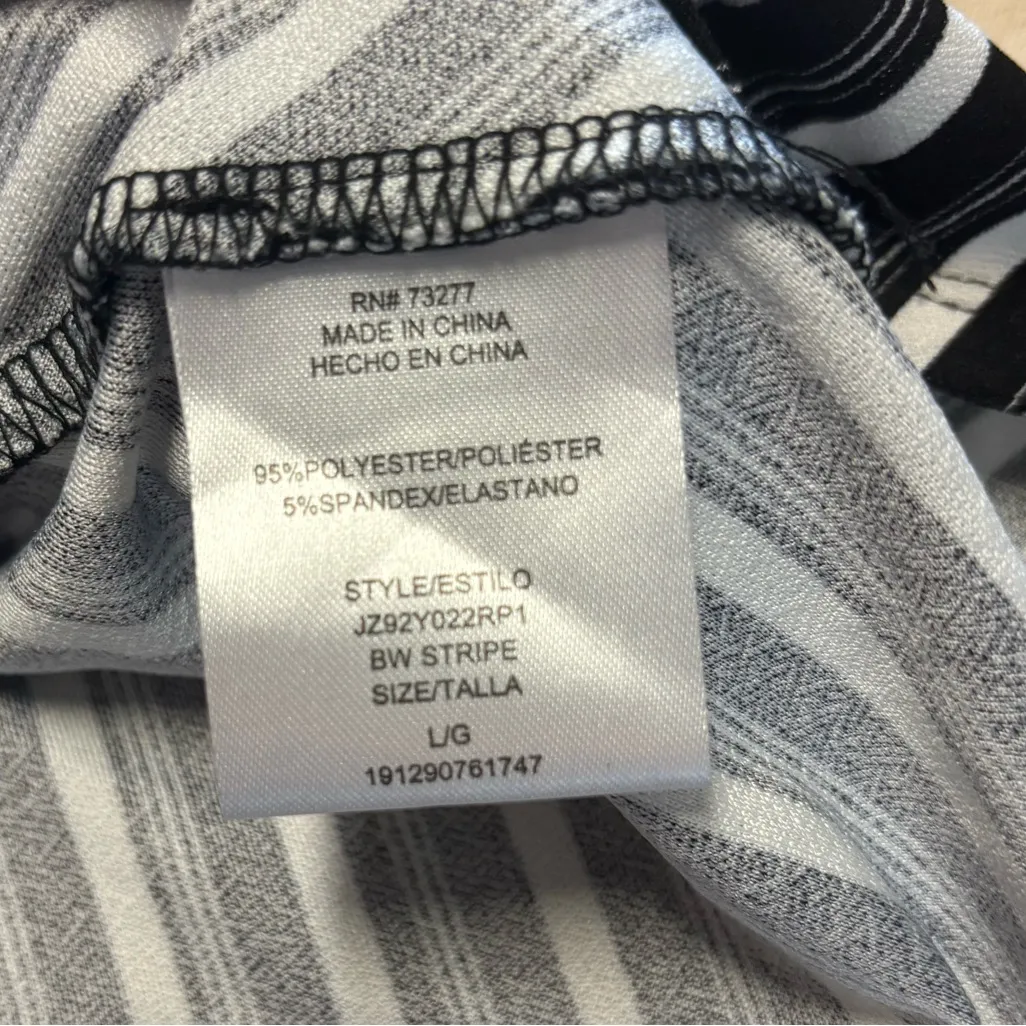 RN# 73277
MADE IN CHINA
HECHO EN CHINA
95%POLYESTER/POLIÉSTER
5%SPANDEX/ELASTANO
STYLE/ESTILO
JZ92Y022RP1
BW STRIPE
SIZE/TALLA
L/G
191290761747